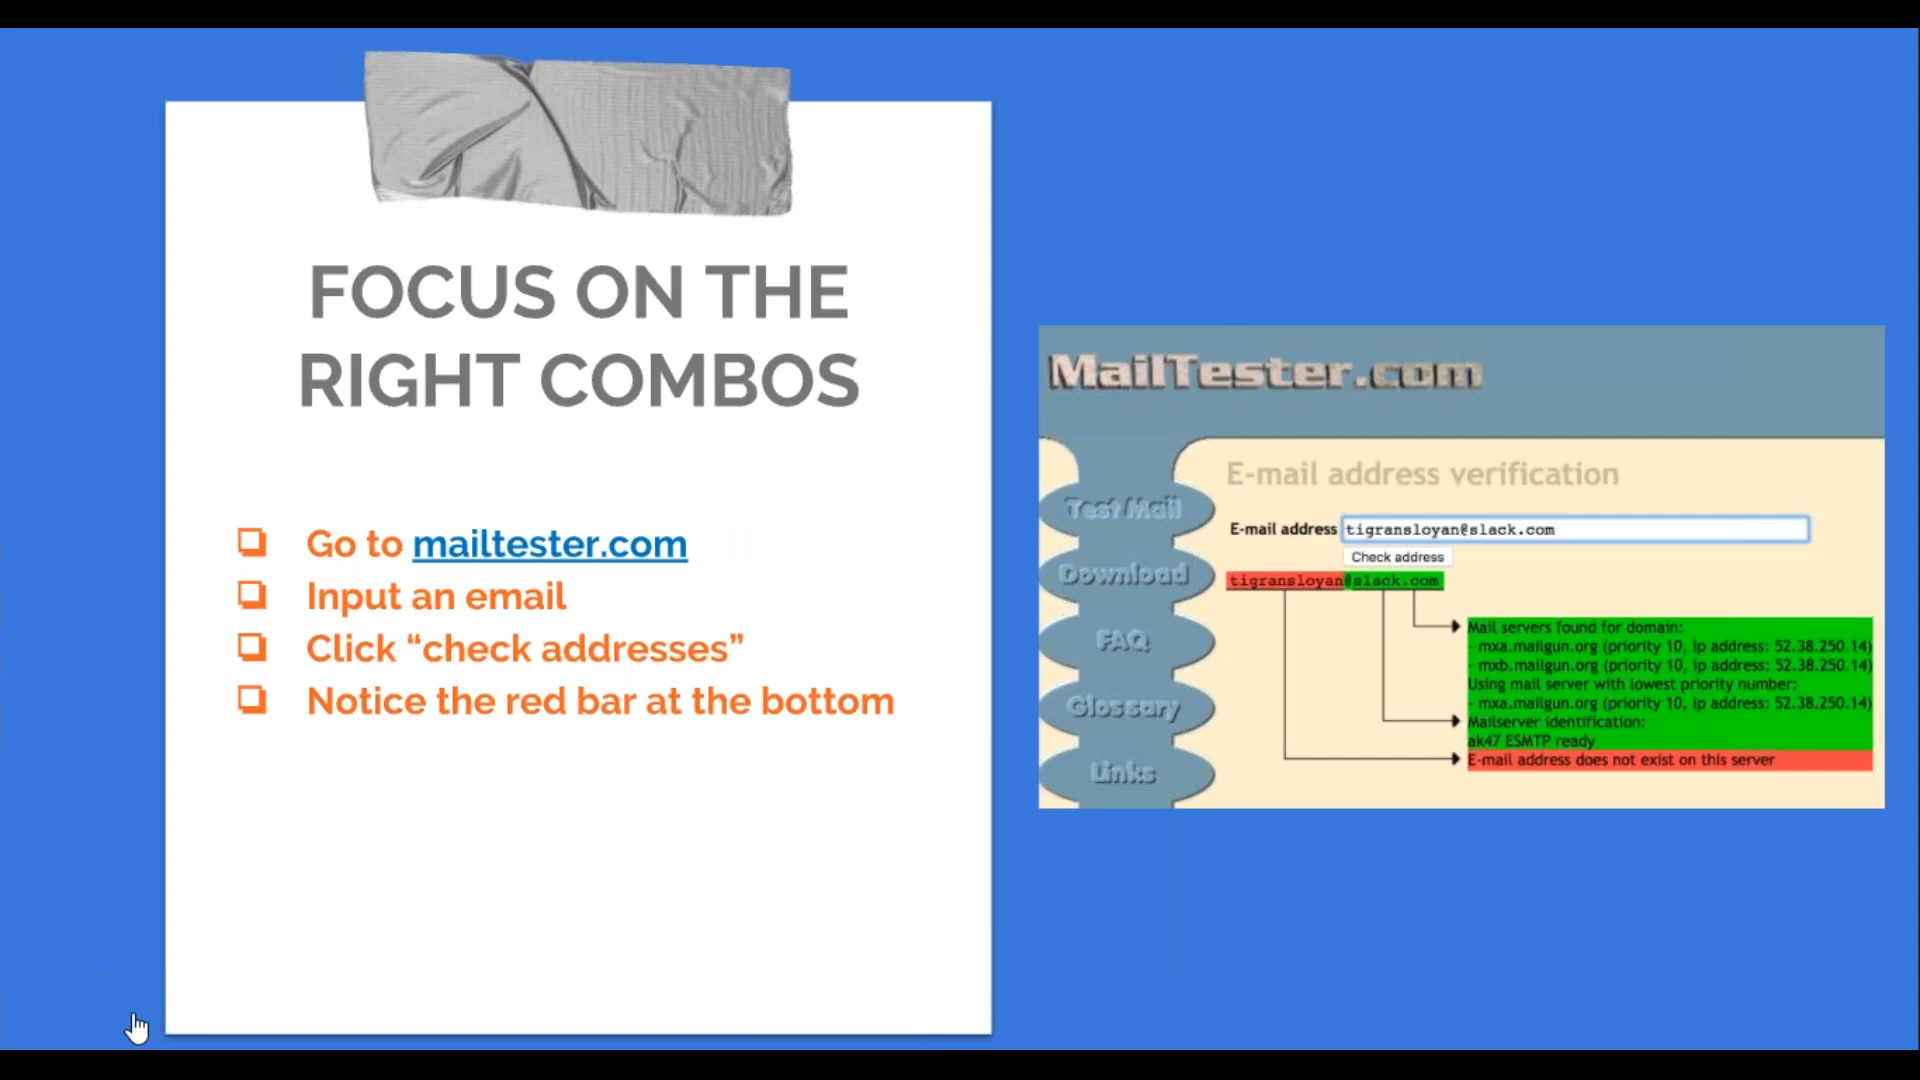 FOCUS ON THE
RIGHT COMBOS
❏ Go to mailtester.com
❏ Input an email
❏ Click “check addresses”
❏ Notice the red bar at the bottom
MailTester.com
E-mail address verification
Test Mail
E-mail address tigransloyan@slack.com
Check address
Download
tigransloyan@slack.com
FAQ
Mail servers found for domain:
- mxa.mailgun.org (priority 10, ip address: 52.38.250.14)
- mxb.mailgun.org (priority 10, ip address: 52.38.250.14)
Using mail server with lowest priority number:
- mxa.mailgun.org (priority 10, ip address: 52.38.250.14)
Glossary
Mailserver identification:
ak47 ESMTP ready
E-mail address does not exist on this server
Links